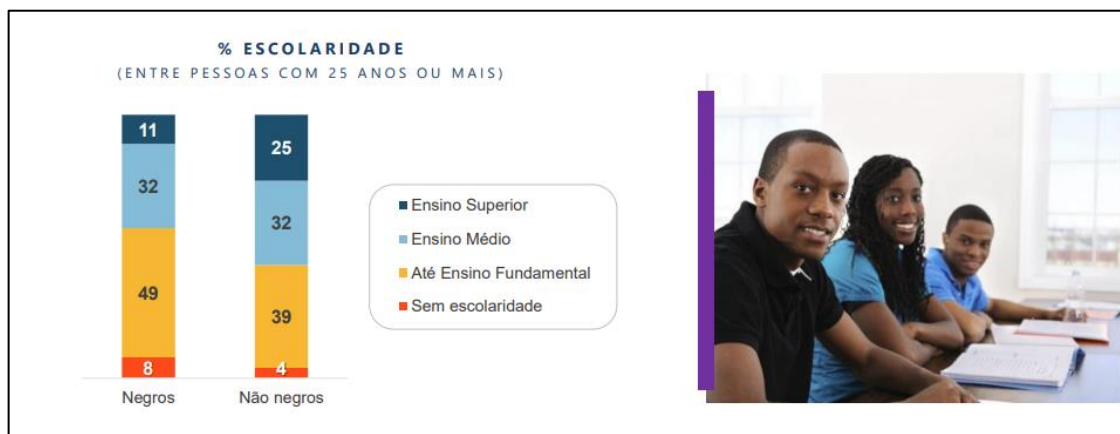 % ESCOLARIDADE
(ENTRE PESSOAS COM 25 ANOS OU MAIS)
11
32
49
8
25
32
39
4
Negros
Não negros
Ensino Superior
Ensino Médio
Até Ensino Fundamental
Sem escolaridade